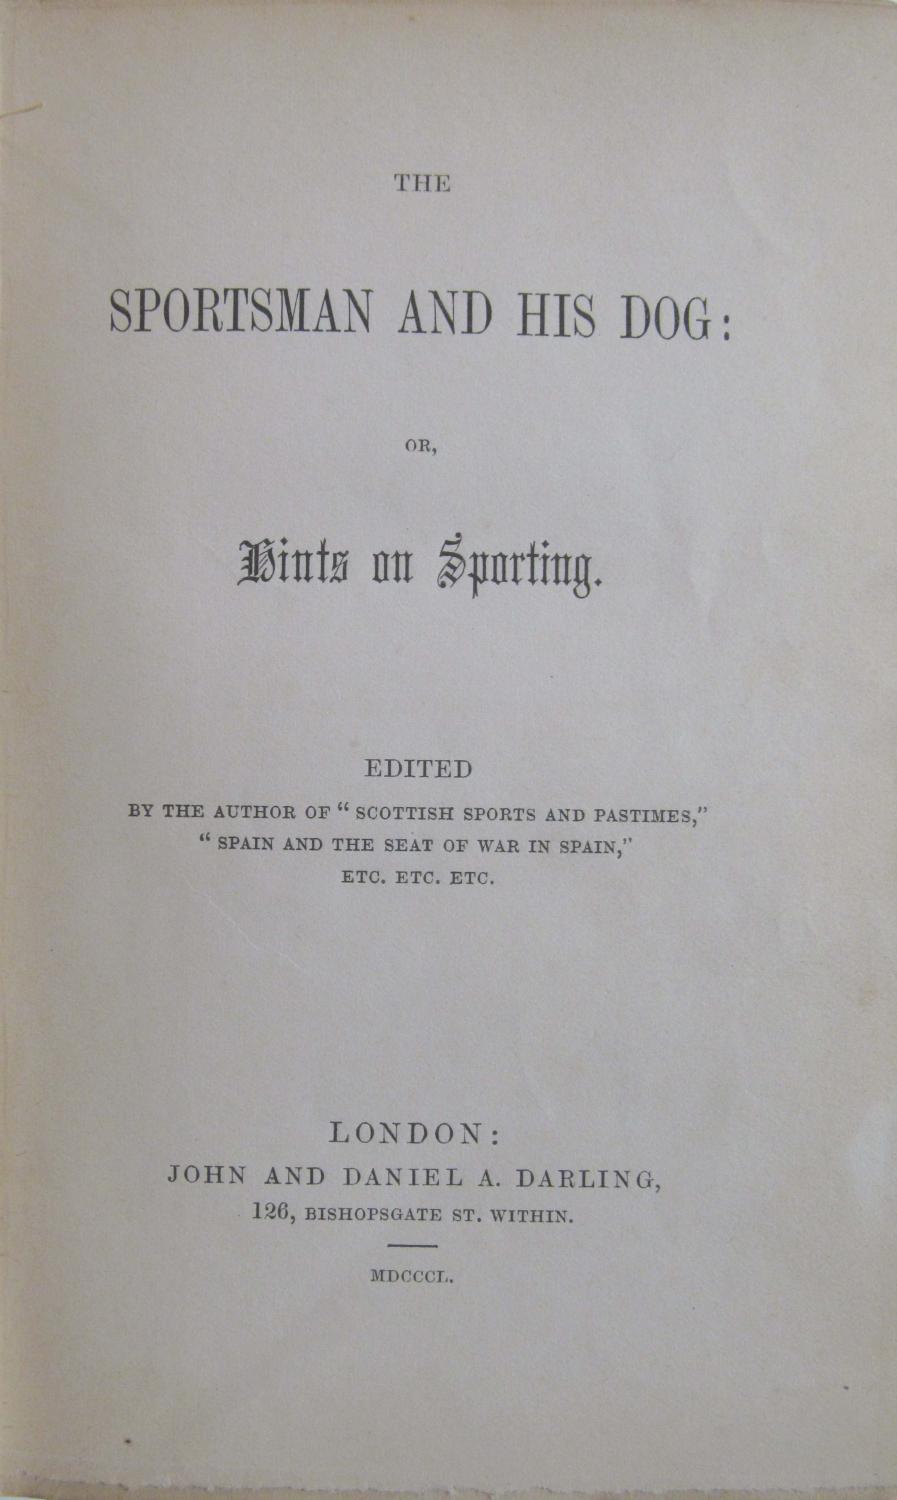 THE
SPORTSMAN AND HIS DOG:
OR,
Hints on Sporting.
EDITED
BY THE AUTHOR OF "SCOTTISH SPORTS AND PASTIMES,"
"SPAIN AND THE SEAT OF WAR IN SPAIN,"
ETC. ETC. ETC.
LONDON:
JOHN AND DANIEL A. DARLING,
126, BISHOPSGATE ST. WITHIN.
MDCCCL.